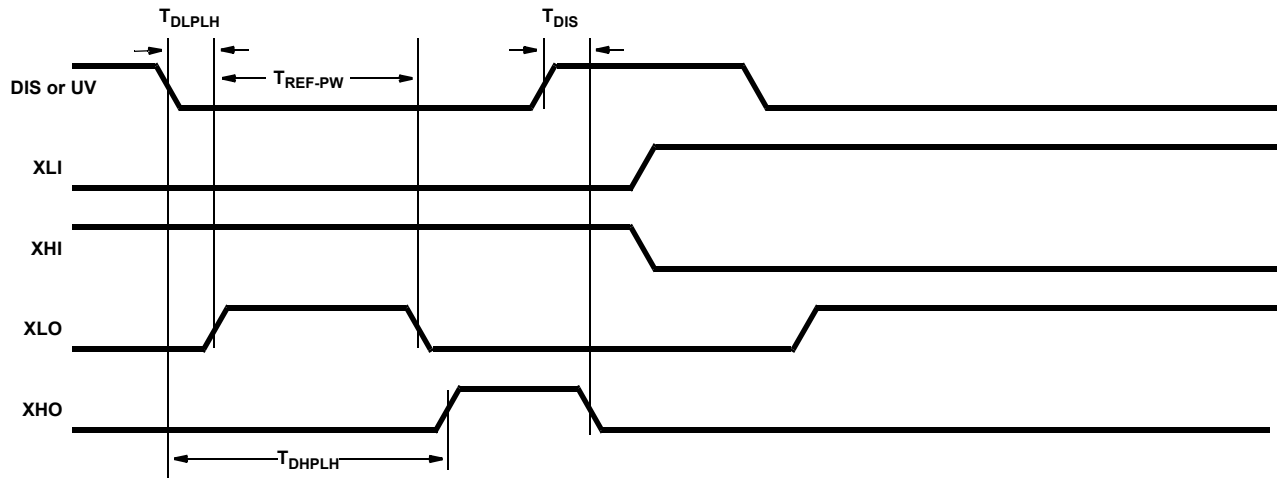 TDLPLH
TDIS
TREF-PW
DIS or UV
XLI
XHI
XLO
XHO
TDHPLH